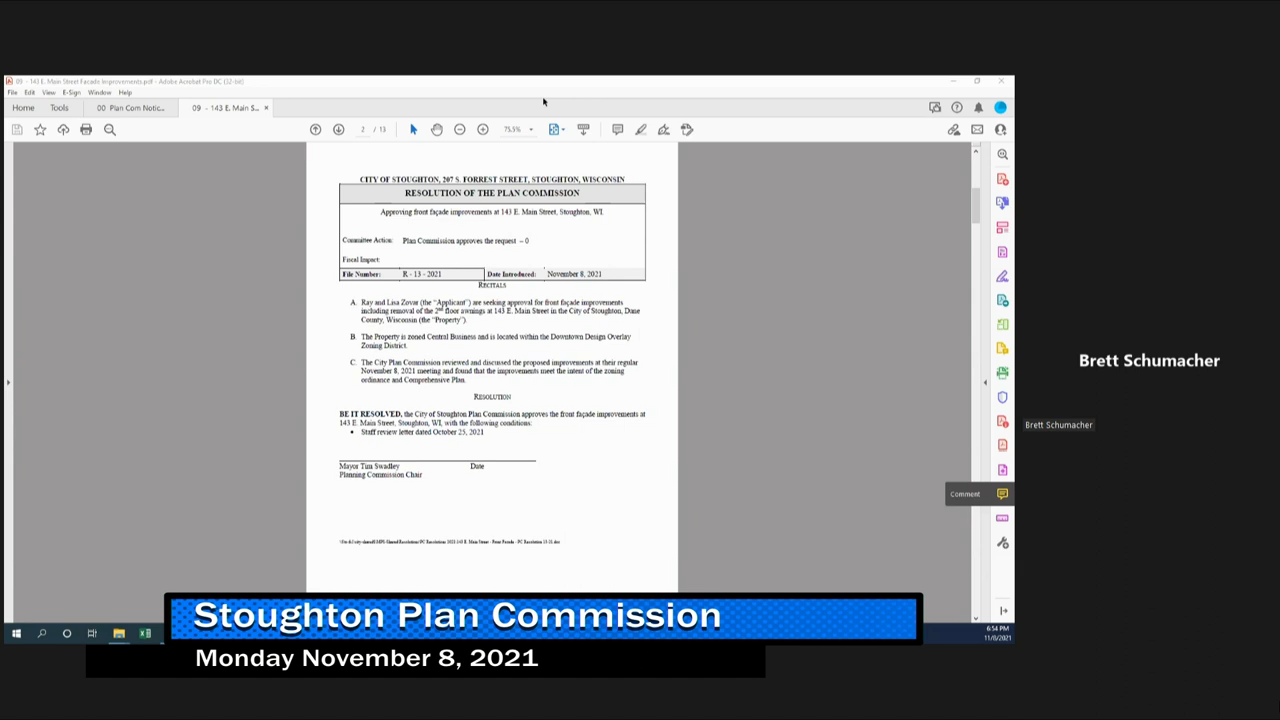 09 - 143 E. Main Street Facade Improvements.pdf - Adobe Acrobat Pro DC (32-bit)
File Edit View E-Sign Window Help
Home Tools 00 Plan Com Notic... 09 - 143 E. Main S... ×
2 / 13 75.5%
CITY OF STOUGHTON, 207 S. FORREST STREET, STOUGHTON, WISCONSIN
RESOLUTION OF THE PLAN COMMISSION
Approving front façade improvements at 143 E. Main Street, Stoughton, WI.
Committee Action: Plan Commission approves the request – 0
Fiscal Impact:
File Number: R - 13 - 2021 Date Introduced: November 8, 2021
RECITALS
A. Ray and Lisa Zovar (the "Applicant") are seeking approval for front façade improvements
including removal of the 2nd floor awnings at 143 E. Main Street in the City of Stoughton, Dane
County, Wisconsin (the "Property").
B. The Property is zoned Central Business and is located within the Downtown Design Overlay
Zoning District.
C. The City Plan Commission reviewed and discussed the proposed improvements at their regular
November 8, 2021 meeting and found that the improvements meet the intent of the zoning
ordinance and Comprehensive Plan.
RESOLUTION
BE IT RESOLVED, the City of Stoughton Plan Commission approves the front façade improvements at
143 E. Main Street, Stoughton, WI, with the following conditions:
• Staff review letter dated October 25, 2021
Mayor Tim Swadley Date
Planning Commission Chair
Comment
Brett Schumacher
Brett Schumacher
6:54 PM
11/8/2021
Stoughton Plan Commission
Monday November 8, 2021